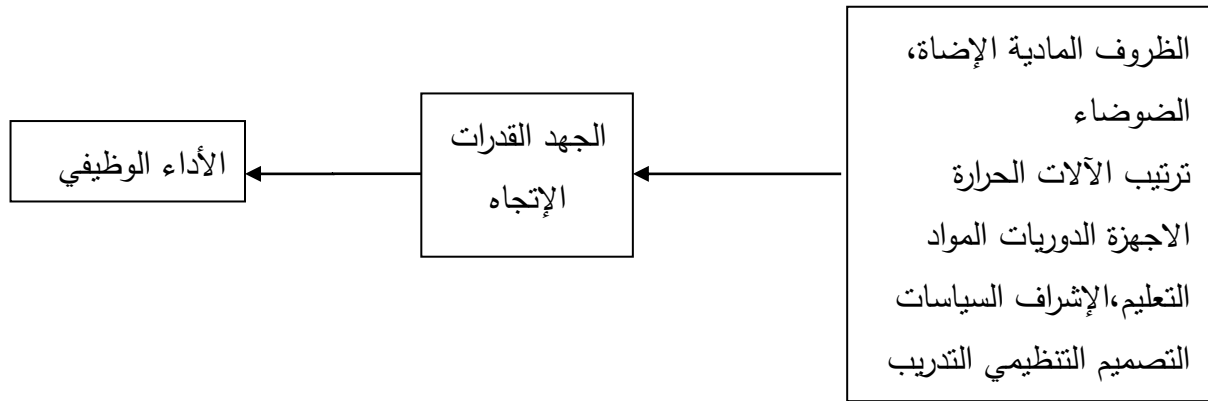 الظروف المادية الإضاة،
الضوضاء
ترتيب الآلات الحرارة
الاجهزة الدوريات المواد
التعليم،الإشراف السياسات
التصميم التنظيمي التدريب
الجهد القدرات
الإتجاه
الأداء الوظيفي